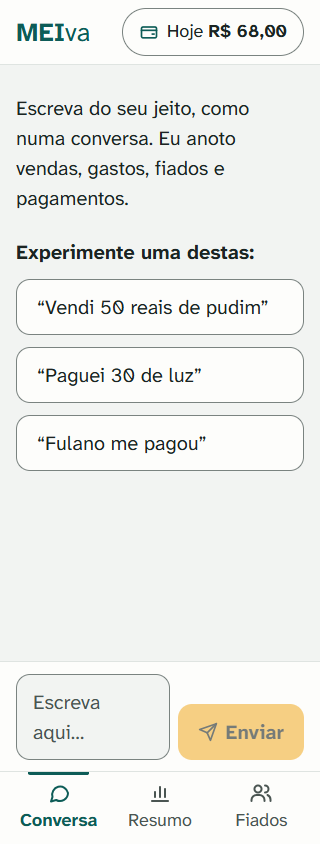 MEIva
Hoje R$ 68,00
Escreva do seu jeito, como
numa conversa. Eu anoto
vendas, gastos, fiados e
pagamentos.
Experimente uma destas:
“Vendi 50 reais de pudim”
“Paguei 30 de luz”
“Fulano me pagou”
Escreva
aqui...
Enviar
Conversa
Resumo
Fiados